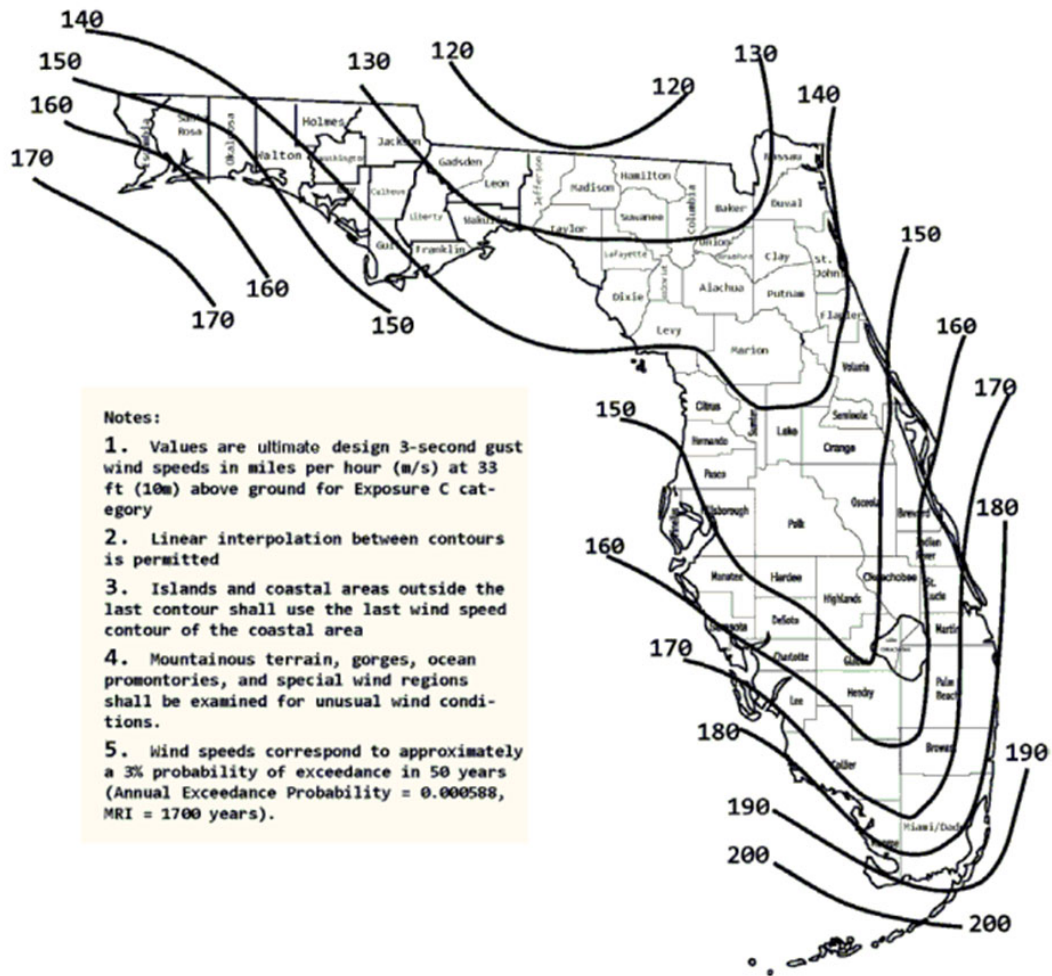 140
150
160
170
130
120
120
130
140
150
160
170
180
190
200
200
190
180
170
160
150
170
160
150
Santa
Rosa
Okaloosa
Walton
Holmes
Washington
Jackson
Bay
Calhoun
Gulf
Liberty
Gadsden
Leon
Wakulla
Franklin
Jefferson
Madison
Taylor
Hamilton
Suwanee
Lafayette
Columbia
Dixie
Baker
Nassau
Duval
Union
Clay
St.
Johns
Alachua
Putnam
Flagler
Levy
Marion
Volusia
Citrus
Sumter
Lake
Seminole
Hernando
Orange
Pasco
Hillsborough
Polk
Osceola
Brevard
Indian
River
Manatee
Hardee
Highlands
Okeechobee
St.
Lucie
Sarasota
DeSoto
Martin
Charlotte
Glades
Lee
Hendry
Palm
Beach
Collier
Broward
Miami/Dade
Notes:
1. Values are ultimate design 3-second gust
wind speeds in miles per hour (m/s) at 33
ft (10m) above ground for Exposure C cat-
egory
2. Linear interpolation between contours
is permitted
3. Islands and coastal areas outside the
last contour shall use the last wind speed
contour of the coastal area
4. Mountainous terrain, gorges, ocean
promontories, and special wind regions
shall be examined for unusual wind condi-
tions.
5. Wind speeds correspond to approximately
a 3% probability of exceedance in 50 years
(Annual Exceedance Probability = 0.000588,
MRI = 1700 years).